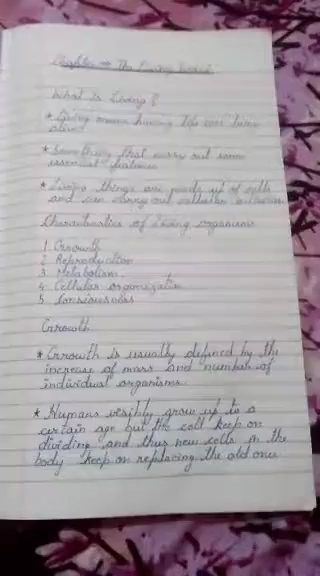 Chapter → The Living World
What is Living?
* Living means having life or being
alive
* Something that carry out some
essential features
* Living things are made up of cells
and can carry out cellular
Characteristics of Living organisms
1. Growth
2. Reproduction
3. Metabolism.
4. Cellular organization
5. Consciousness
Growth
* Growth is usually defined by the
increase of mass and number of
individual organisms.
* Humans visibly grow up to a
certain age but the cell keep on
dividing and thus new cells in the
body keep on replacing the old ones